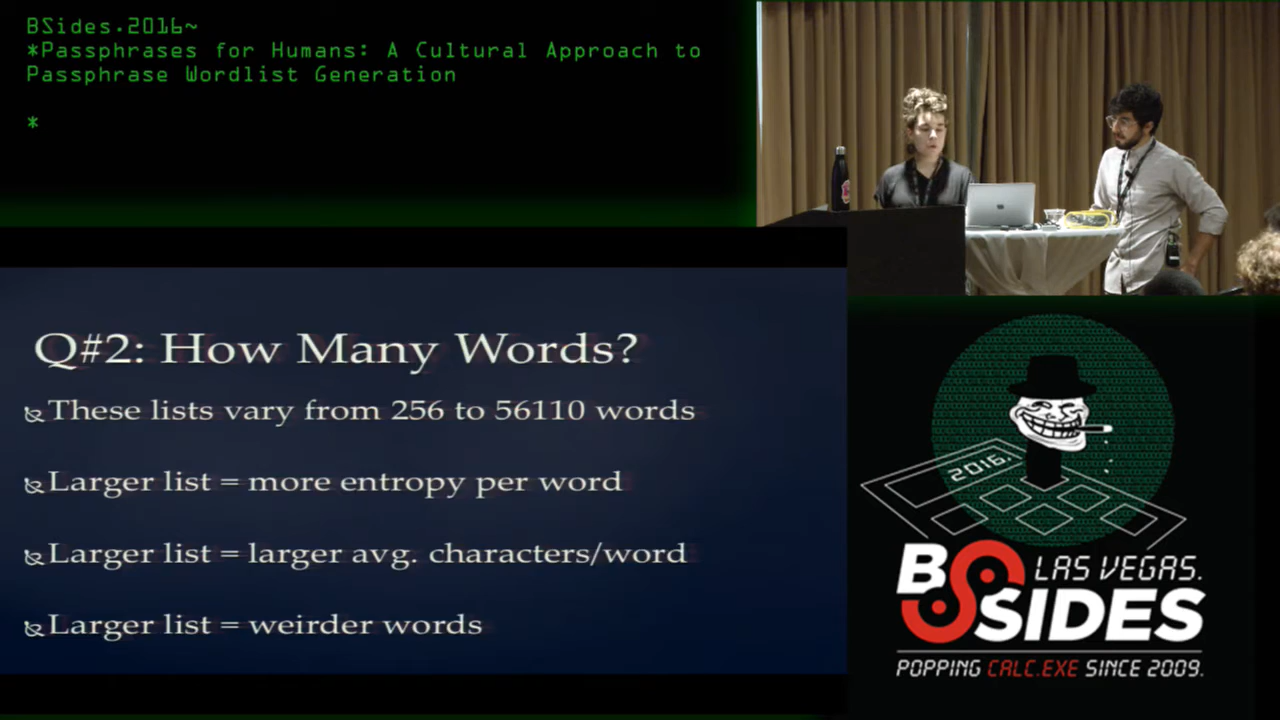 BSides.2016~
*Passphrases for Humans: A Cultural Approach to
Passphrase Wordlist Generation
*
Q#2: How Many Words?
These lists vary from 256 to 56110 words
Larger list = more entropy per word
Larger list = larger avg. characters/word
Larger list = weirder words
2016.
BSIDES
LAS VEGAS.
POPPING CALC.EXE SINCE 2009.